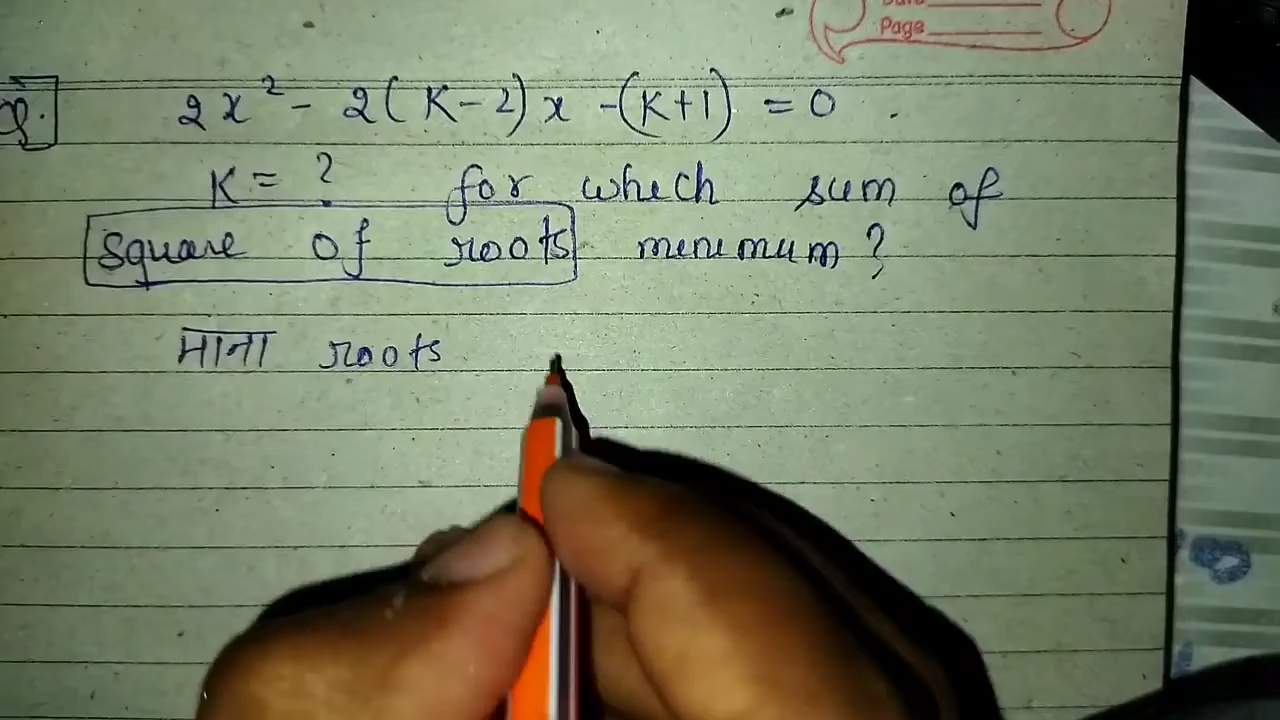 Page
Q. 2x² - 2(K-2)x - (K+1) = 0.
K = ? for which sum of
square of roots minimum?
माना roots